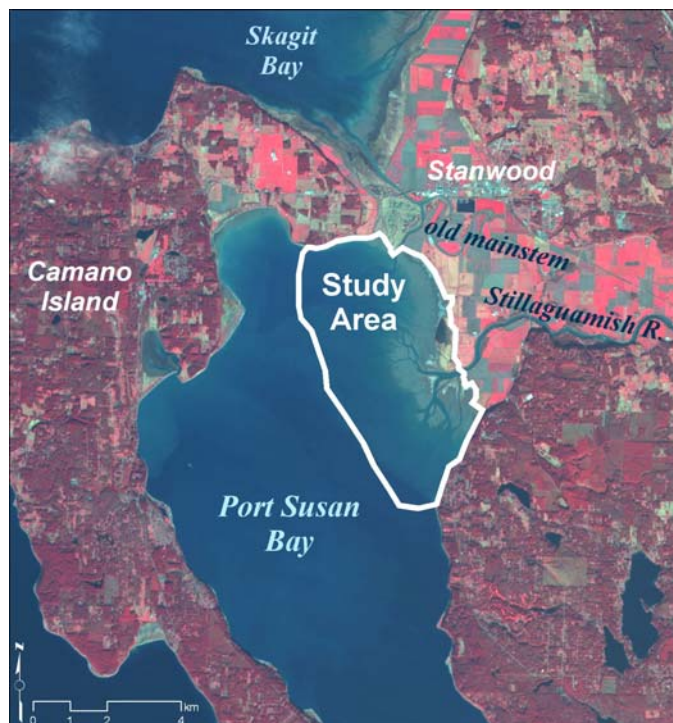 Skagit
Bay
Stanwood
old mainstem
Camano
Island
Study
Area
Stillaguamish R.
Port Susan
Bay
N
km
0 1 2 4